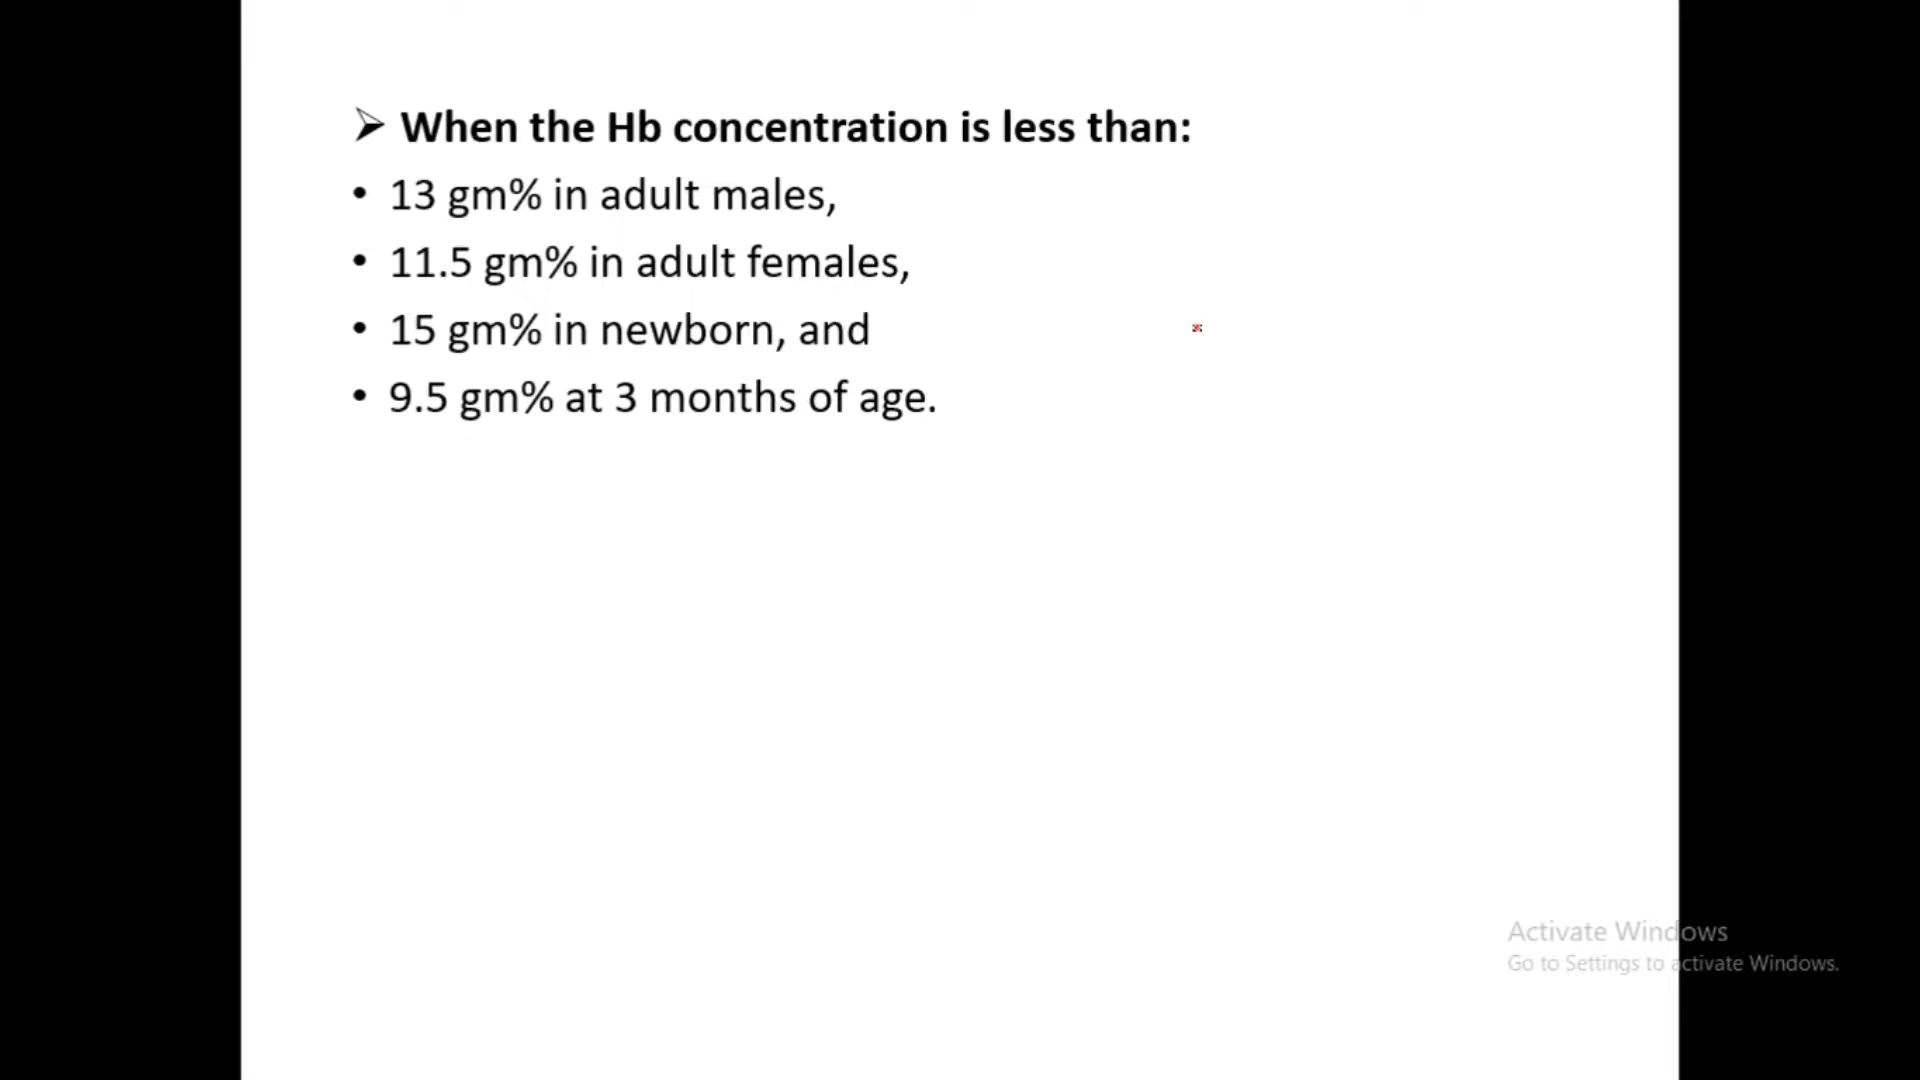 ➢ When the Hb concentration is less than:
• 13 gm% in adult males,
• 11.5 gm% in adult females,
• 15 gm% in newborn, and
• 9.5 gm% at 3 months of age.
Activate Windows
Go to Settings to activate Windows.